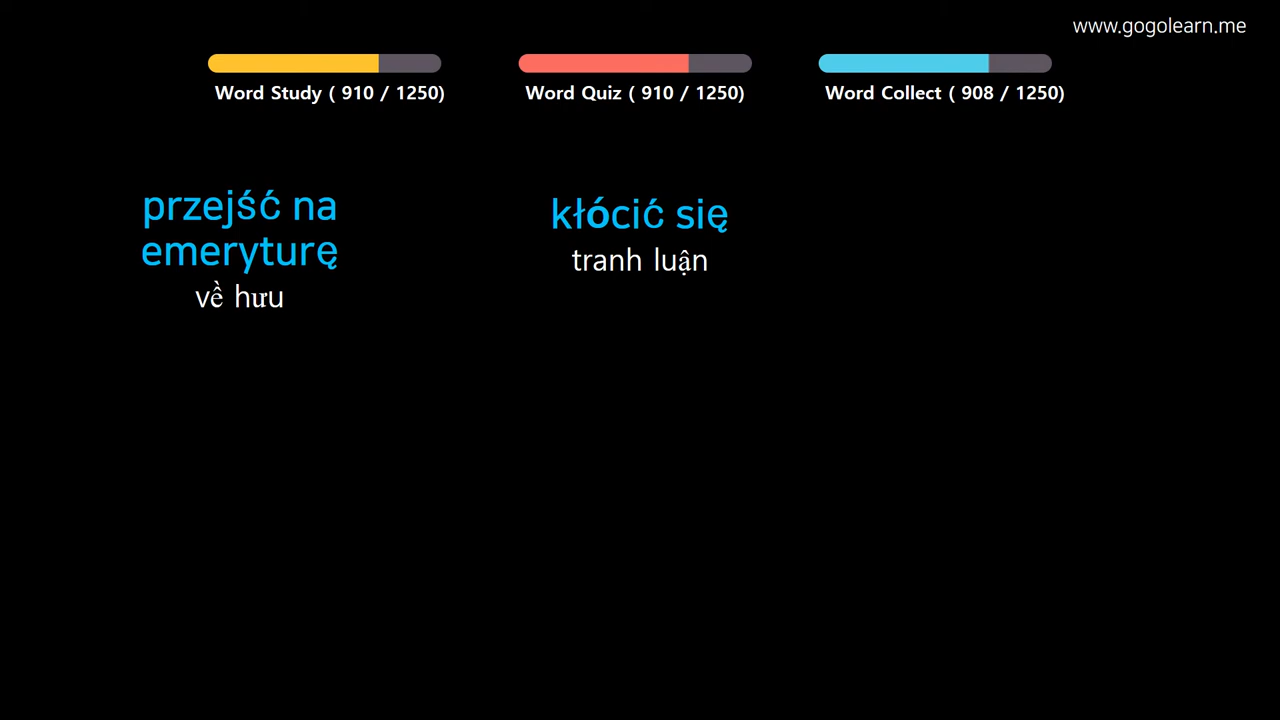 www.gogolearn.me
Word Study ( 910 / 1250)
Word Quiz ( 910 / 1250)
Word Collect ( 908 / 1250)
przejść na
emeryturę
về hưu
kłócić się
tranh luận